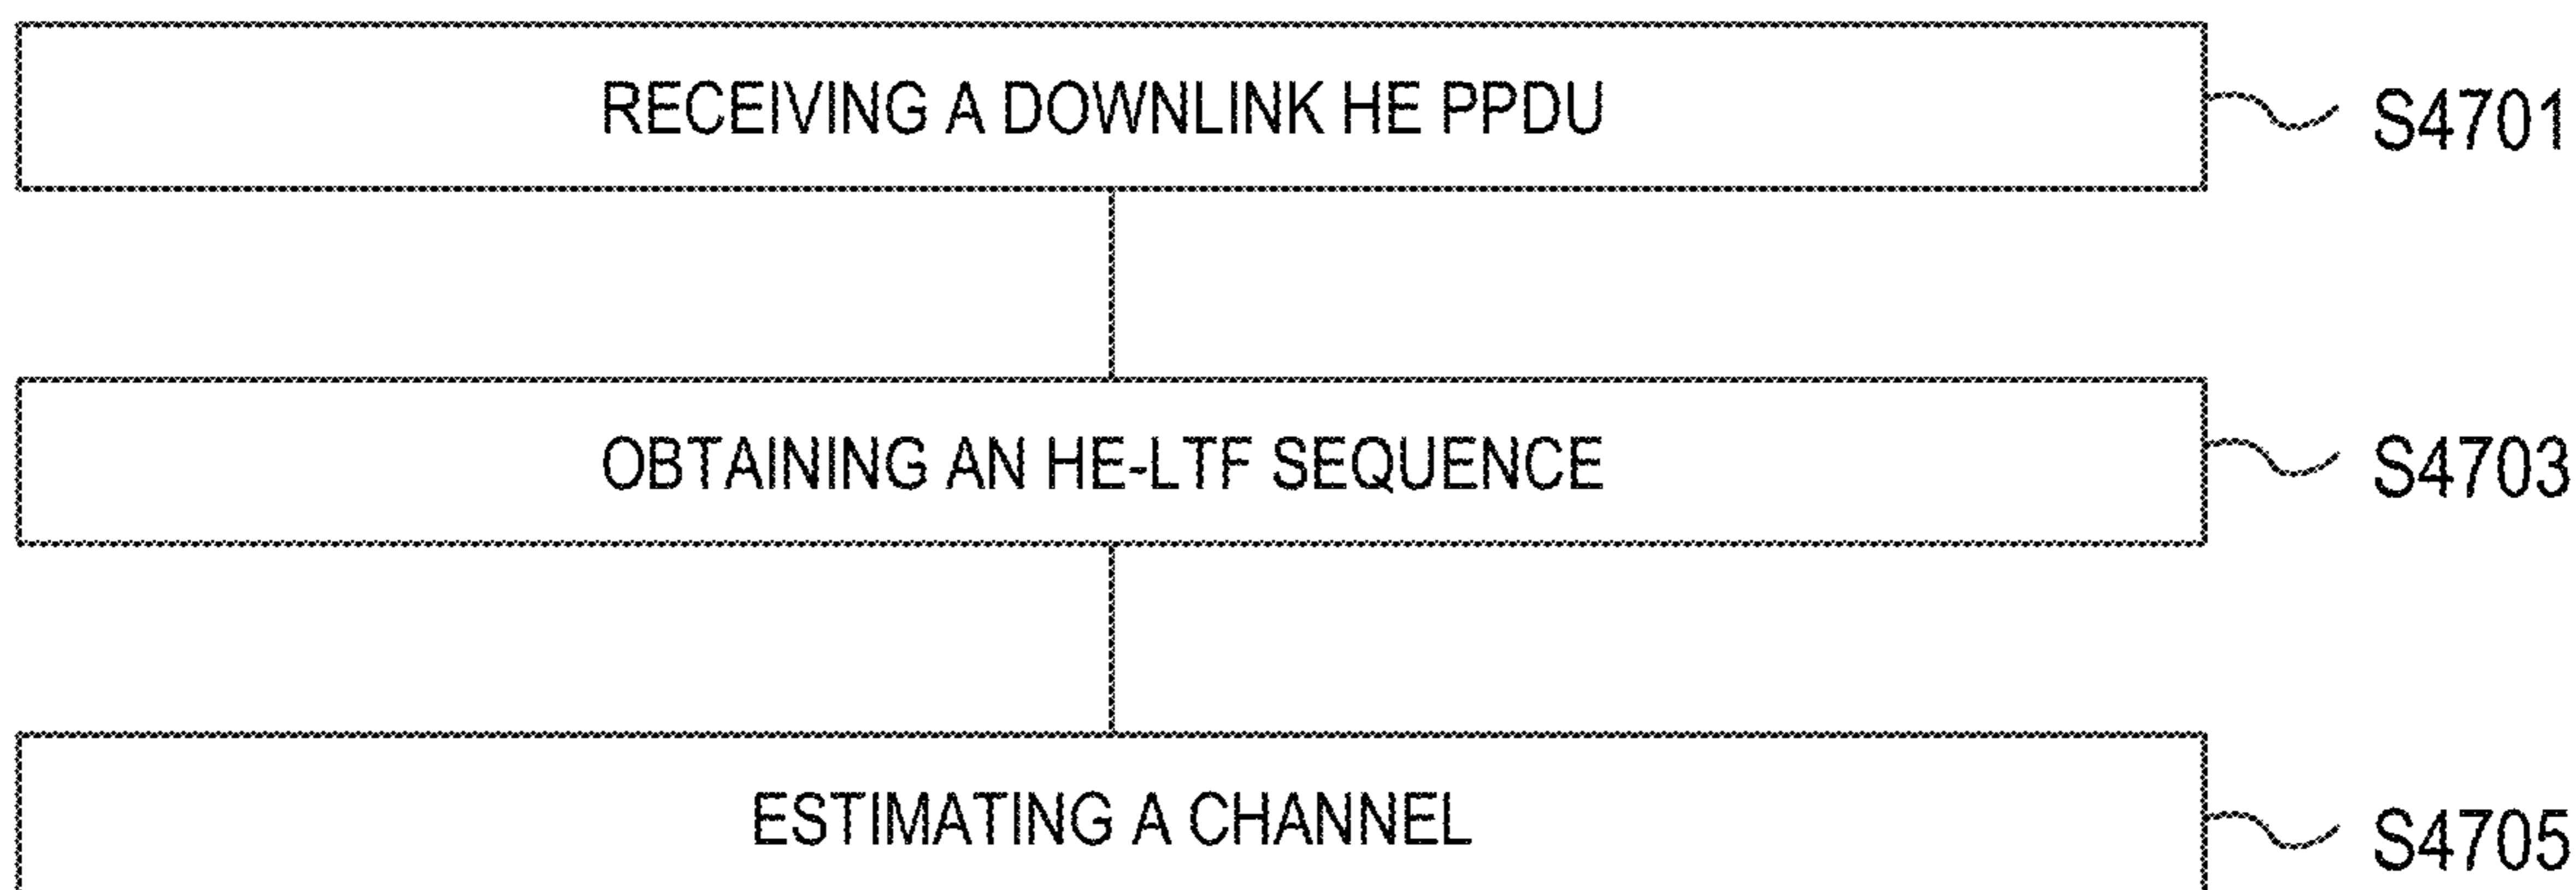 RECEIVING A DOWNLINK HE PPDU
S4701
OBTAINING AN HE-LTF SEQUENCE
S4703
ESTIMATING A CHANNEL
S4705